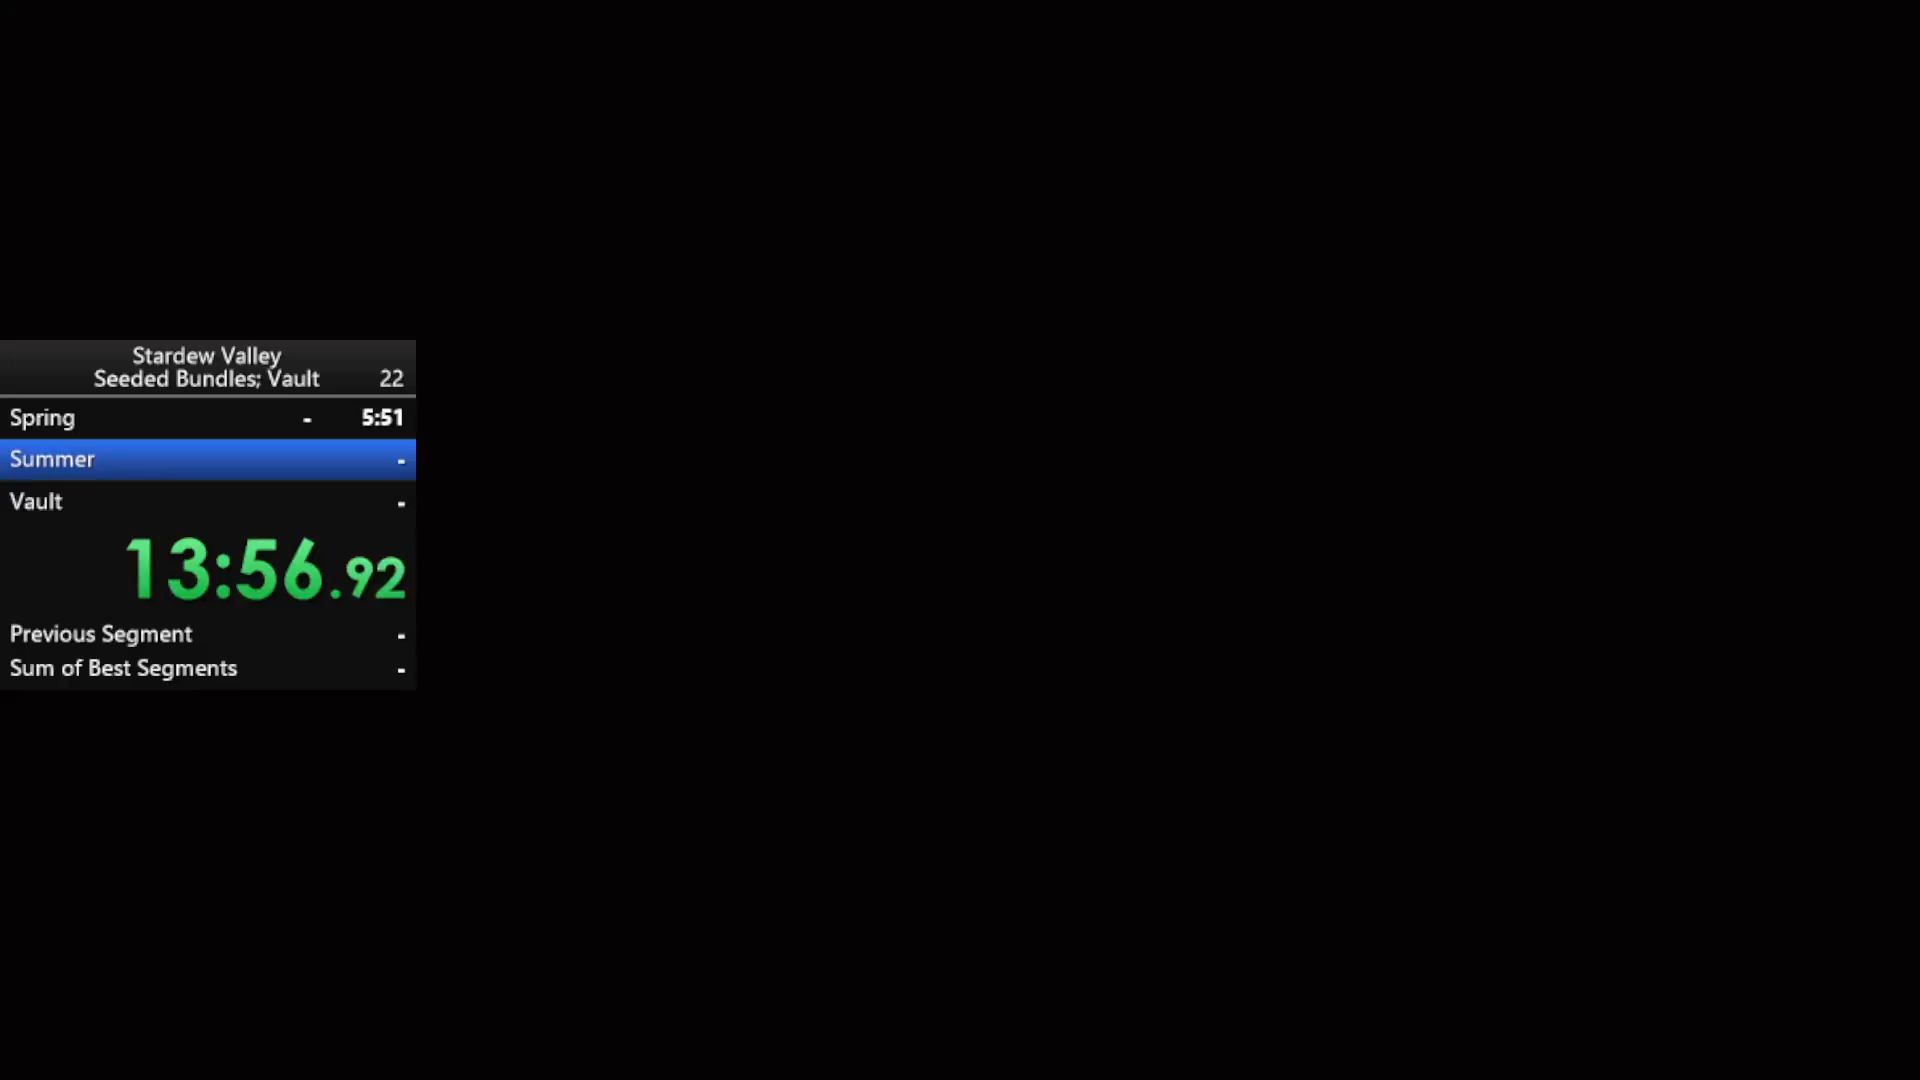 Stardew Valley
Seeded Bundles; Vault 22
Spring - 5:51
Summer -
Vault -
13:56.92
Previous Segment -
Sum of Best Segments -